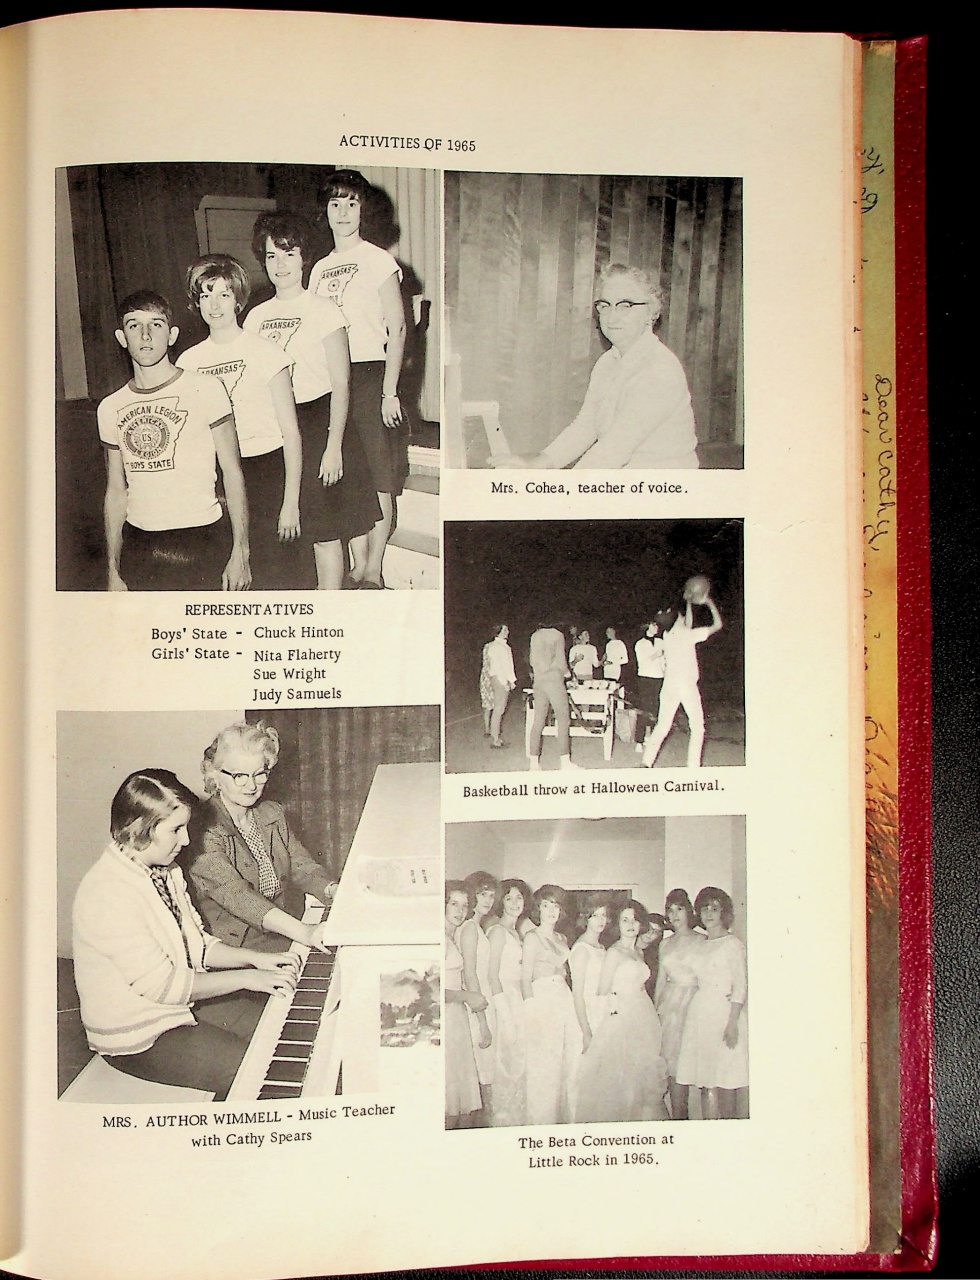 ACTIVITIES OF 1965
ARKANSAS
ARKANSAS
ARKANSAS
AMERICAN LEGION
AMERICAN
US
LEGION
BOYS STATE
REPRESENTATIVES
Boys' State - Chuck Hinton
Girls' State - Nita Flaherty
Sue Wright
Judy Samuels
Mrs. Cohea, teacher of voice.
Basketball throw at Halloween Carnival.
MRS. AUTHOR WIMMELL - Music Teacher
with Cathy Spears
The Beta Convention at
Little Rock in 1965.
Dear Cathy,